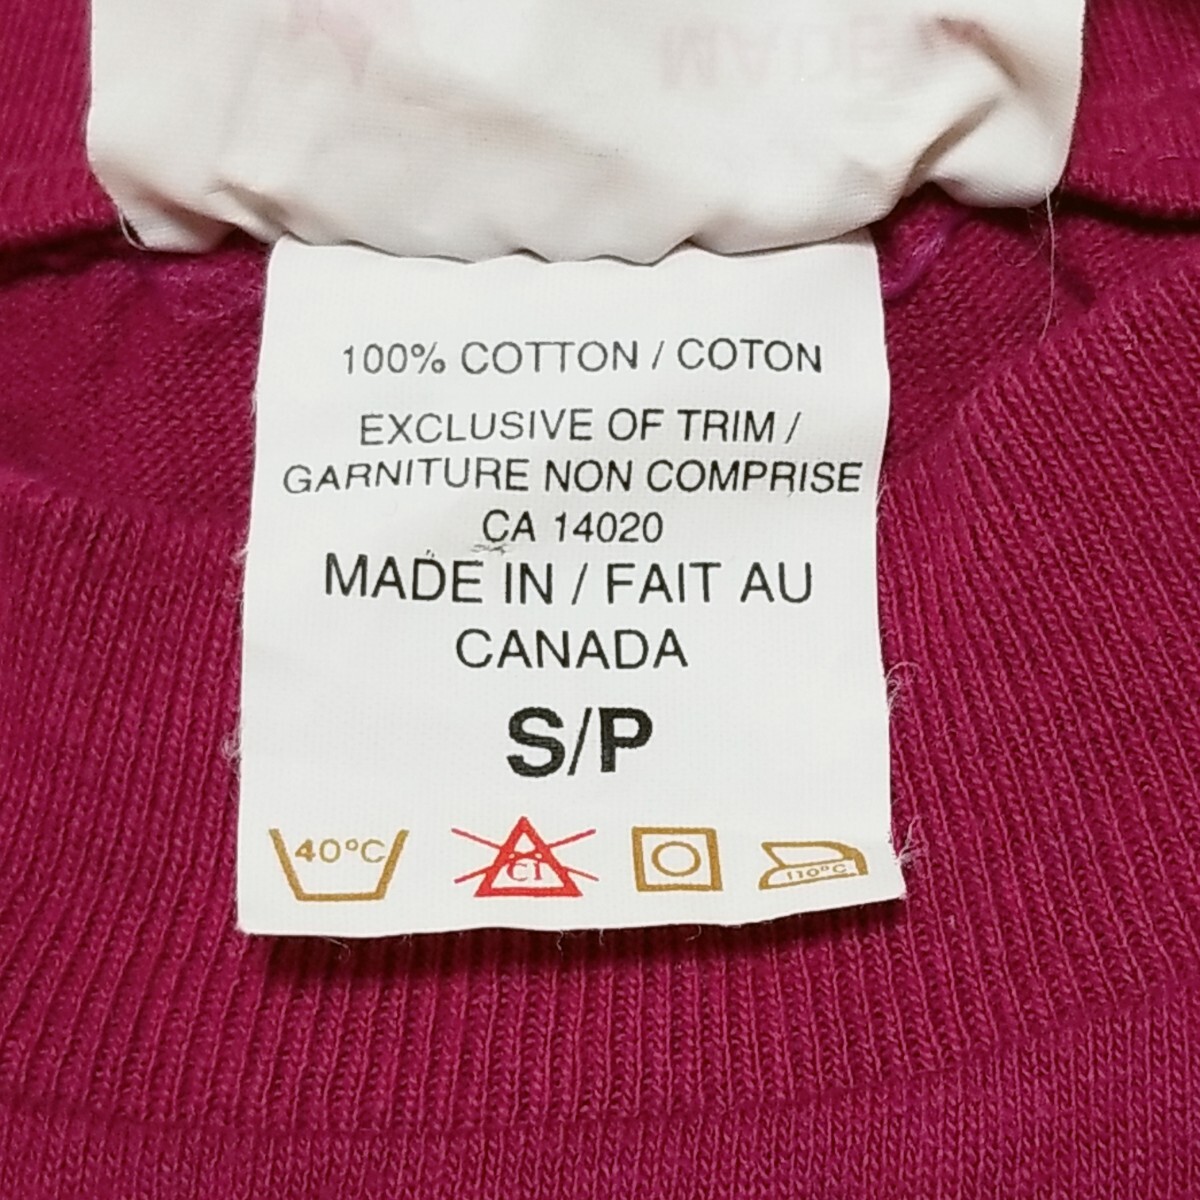 100% COTTON / COTON
EXCLUSIVE OF TRIM /
GARNITURE NON COMPRISE
CA 14020
MADE IN / FAIT AU
CANADA
S/P
40°C Cl 110°C